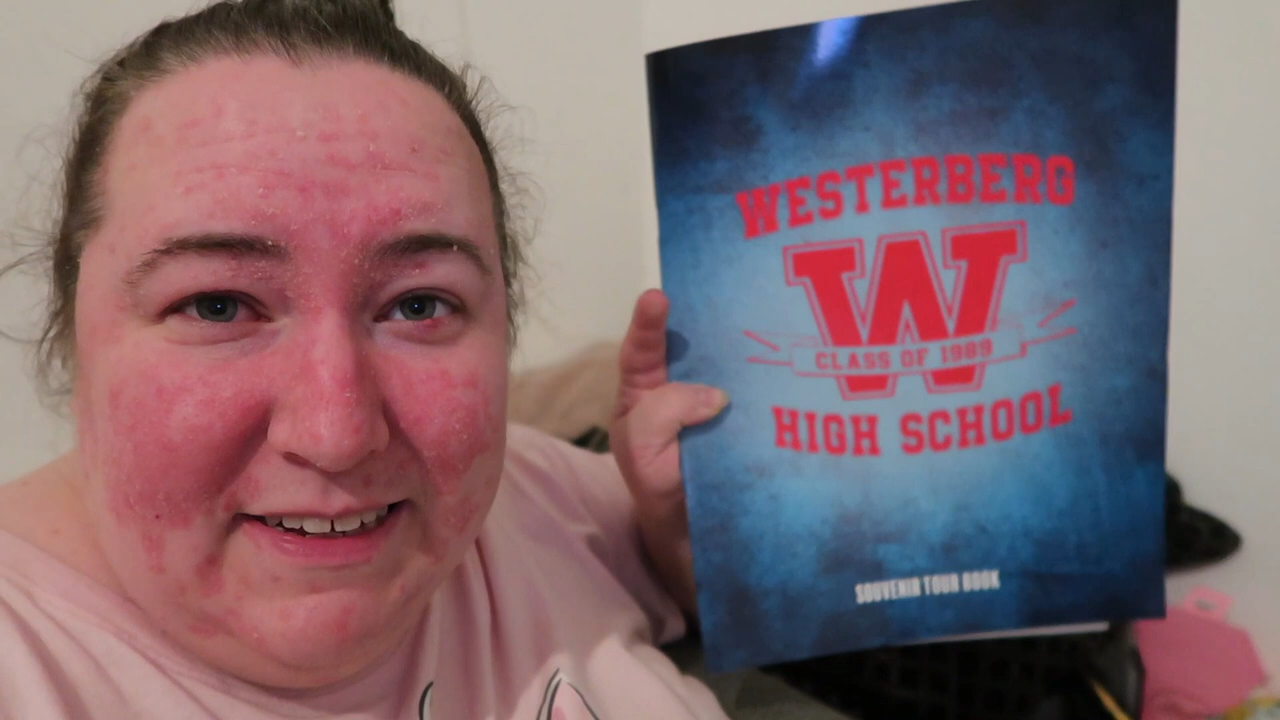 WESTERBERG
W
CLASS OF 1989
HIGH SCHOOL
SOUVENIR TOUR BOOK